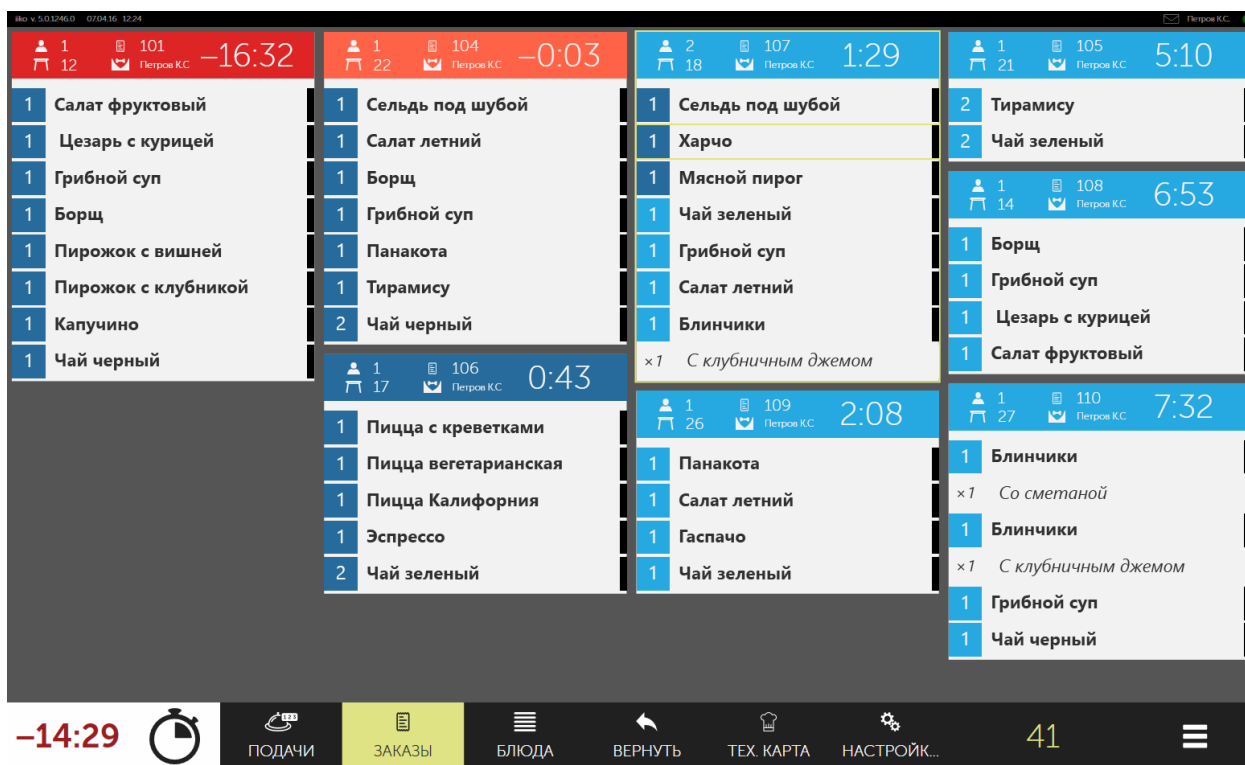 iiko v. 5.0.1246.0 07.04.16 12:24
Петров К.С.
1 101 –16:32
12 Петров К.С
1 Салат фруктовый
1 Цезарь с курицей
1 Грибной суп
1 Борщ
1 Пирожок с вишней
1 Пирожок с клубникой
1 Капучино
1 Чай черный
1 104 –0:03
22 Петров К.С
1 Сельдь под шубой
1 Салат летний
1 Борщ
1 Грибной суп
1 Панакота
1 Тирамису
2 Чай черный
1 106 0:43
17 Петров К.С
1 Пицца с креветками
1 Пицца вегетарианская
1 Пицца Калифорния
1 Эспрессо
2 Чай зеленый
2 107 1:29
18 Петров К.С
1 Сельдь под шубой
1 Харчо
1 Мясной пирог
1 Чай зеленый
1 Грибной суп
1 Салат летний
1 Блинчики
×1 С клубничным джемом
1 109 2:08
26 Петров К.С
1 Панакота
1 Салат летний
1 Гаспачо
1 Чай зеленый
1 105 5:10
21 Петров К.С
2 Тирамису
2 Чай зеленый
1 108 6:53
14 Петров К.С
1 Борщ
1 Грибной суп
1 Цезарь с курицей
1 Салат фруктовый
1 110 7:32
27 Петров К.С
1 Блинчики
×1 Со сметаной
1 Блинчики
×1 С клубничным джемом
1 Грибной суп
1 Чай черный
–14:29
123
ПОДАЧИ
ЗАКАЗЫ
БЛЮДА
ВЕРНУТЬ
ТЕХ. КАРТА
НАСТРОЙК...
41